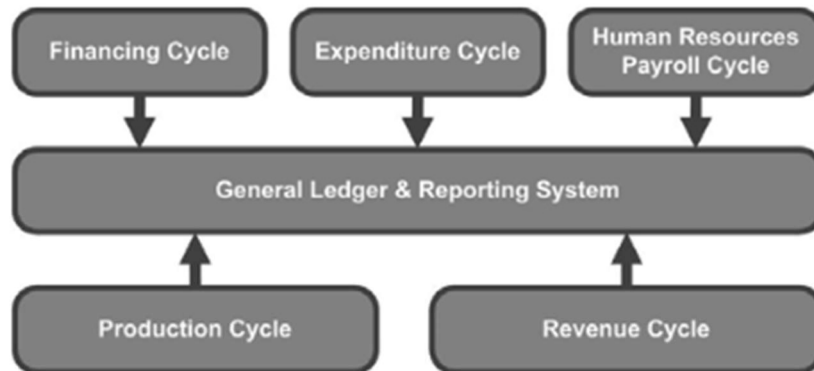 Financing Cycle
Expenditure Cycle
Human Resources
Payroll Cycle
General Ledger & Reporting System
Production Cycle
Revenue Cycle